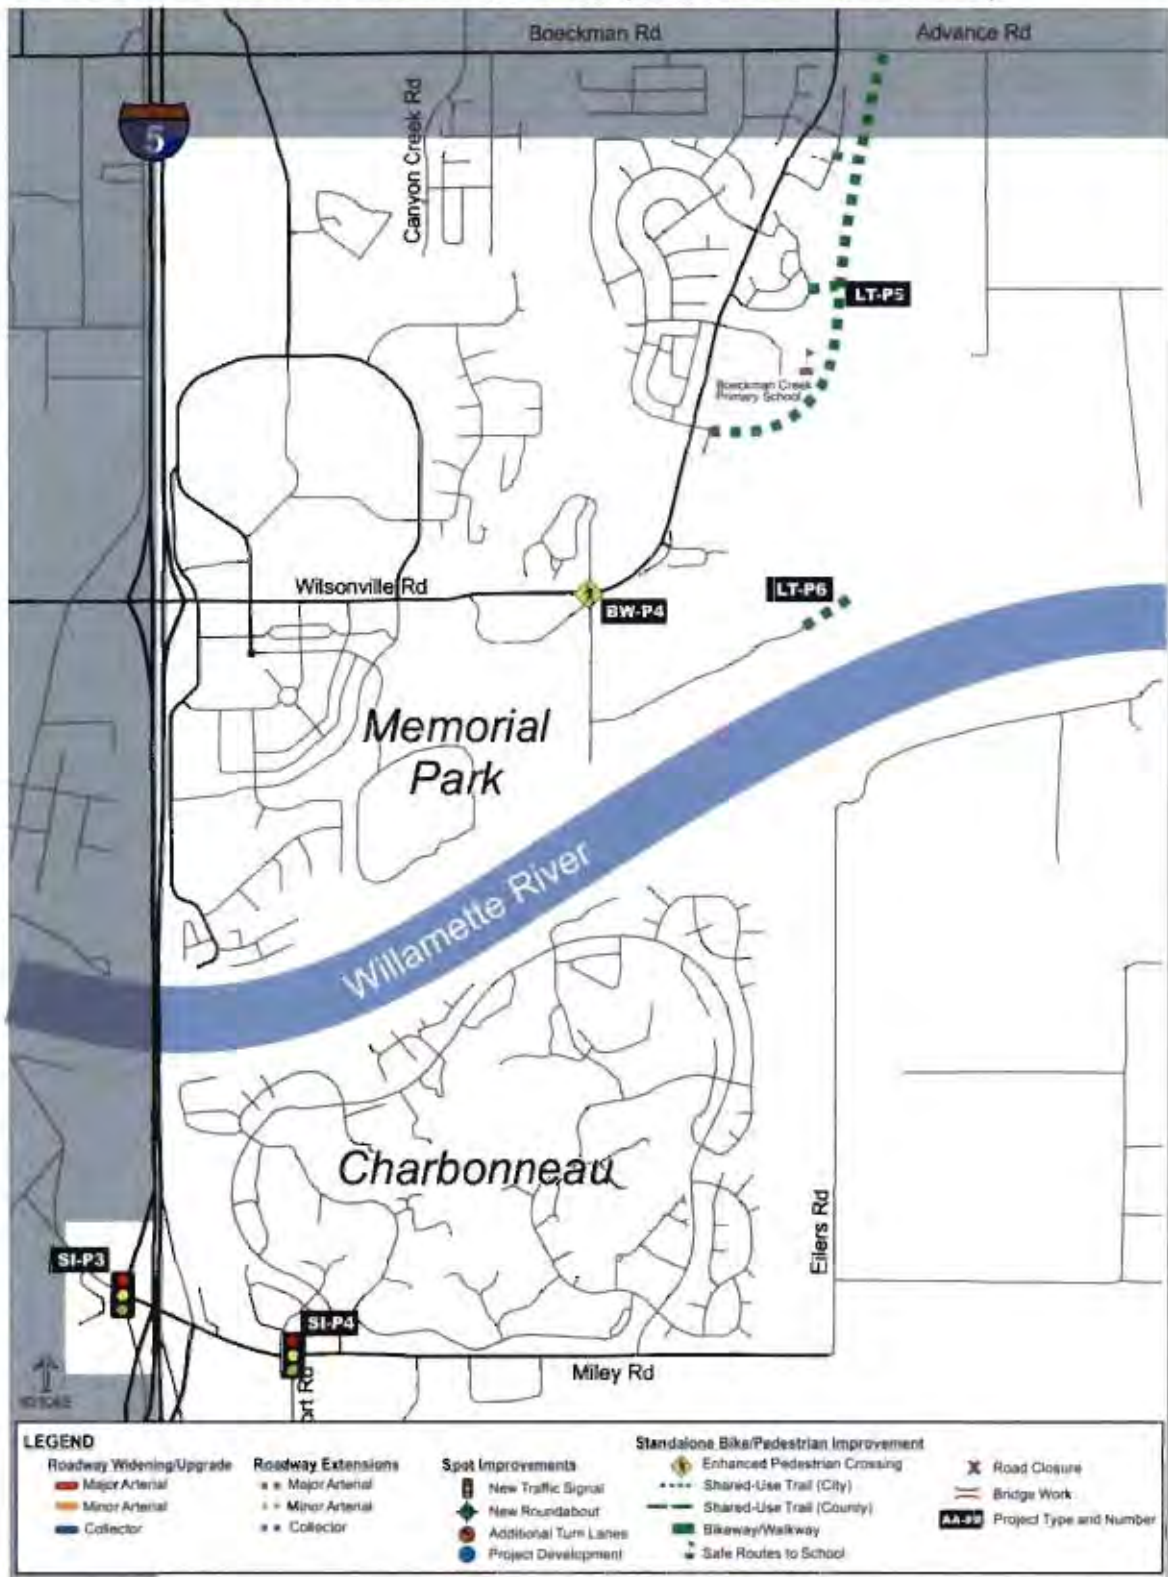 Boeckman Rd
Advance Rd
5
Canyon Creek Rd
LT-P5
Boeckman Creek
Primary School
Wilsonville Rd
BW-P4
LT-P6
Memorial
Park
Willamette River
Charbonneau
Eilers Rd
SI-P3
SI-P4
Miley Rd
ort Rd
LEGEND
Roadway Widening/Upgrade
Major Arterial
Minor Arterial
Collector
Roadway Extensions
Major Arterial
Minor Arterial
Collector
Spot Improvements
New Traffic Signal
New Roundabout
Additional Turn Lanes
Project Development
Standalone Bike/Pedestrian Improvement
Enhanced Pedestrian Crossing
Shared-Use Trail (City)
Shared-Use Trail (County)
Bikeway/Walkway
Safe Routes to School
Road Closure
Bridge Work
AA-## Project Type and Number